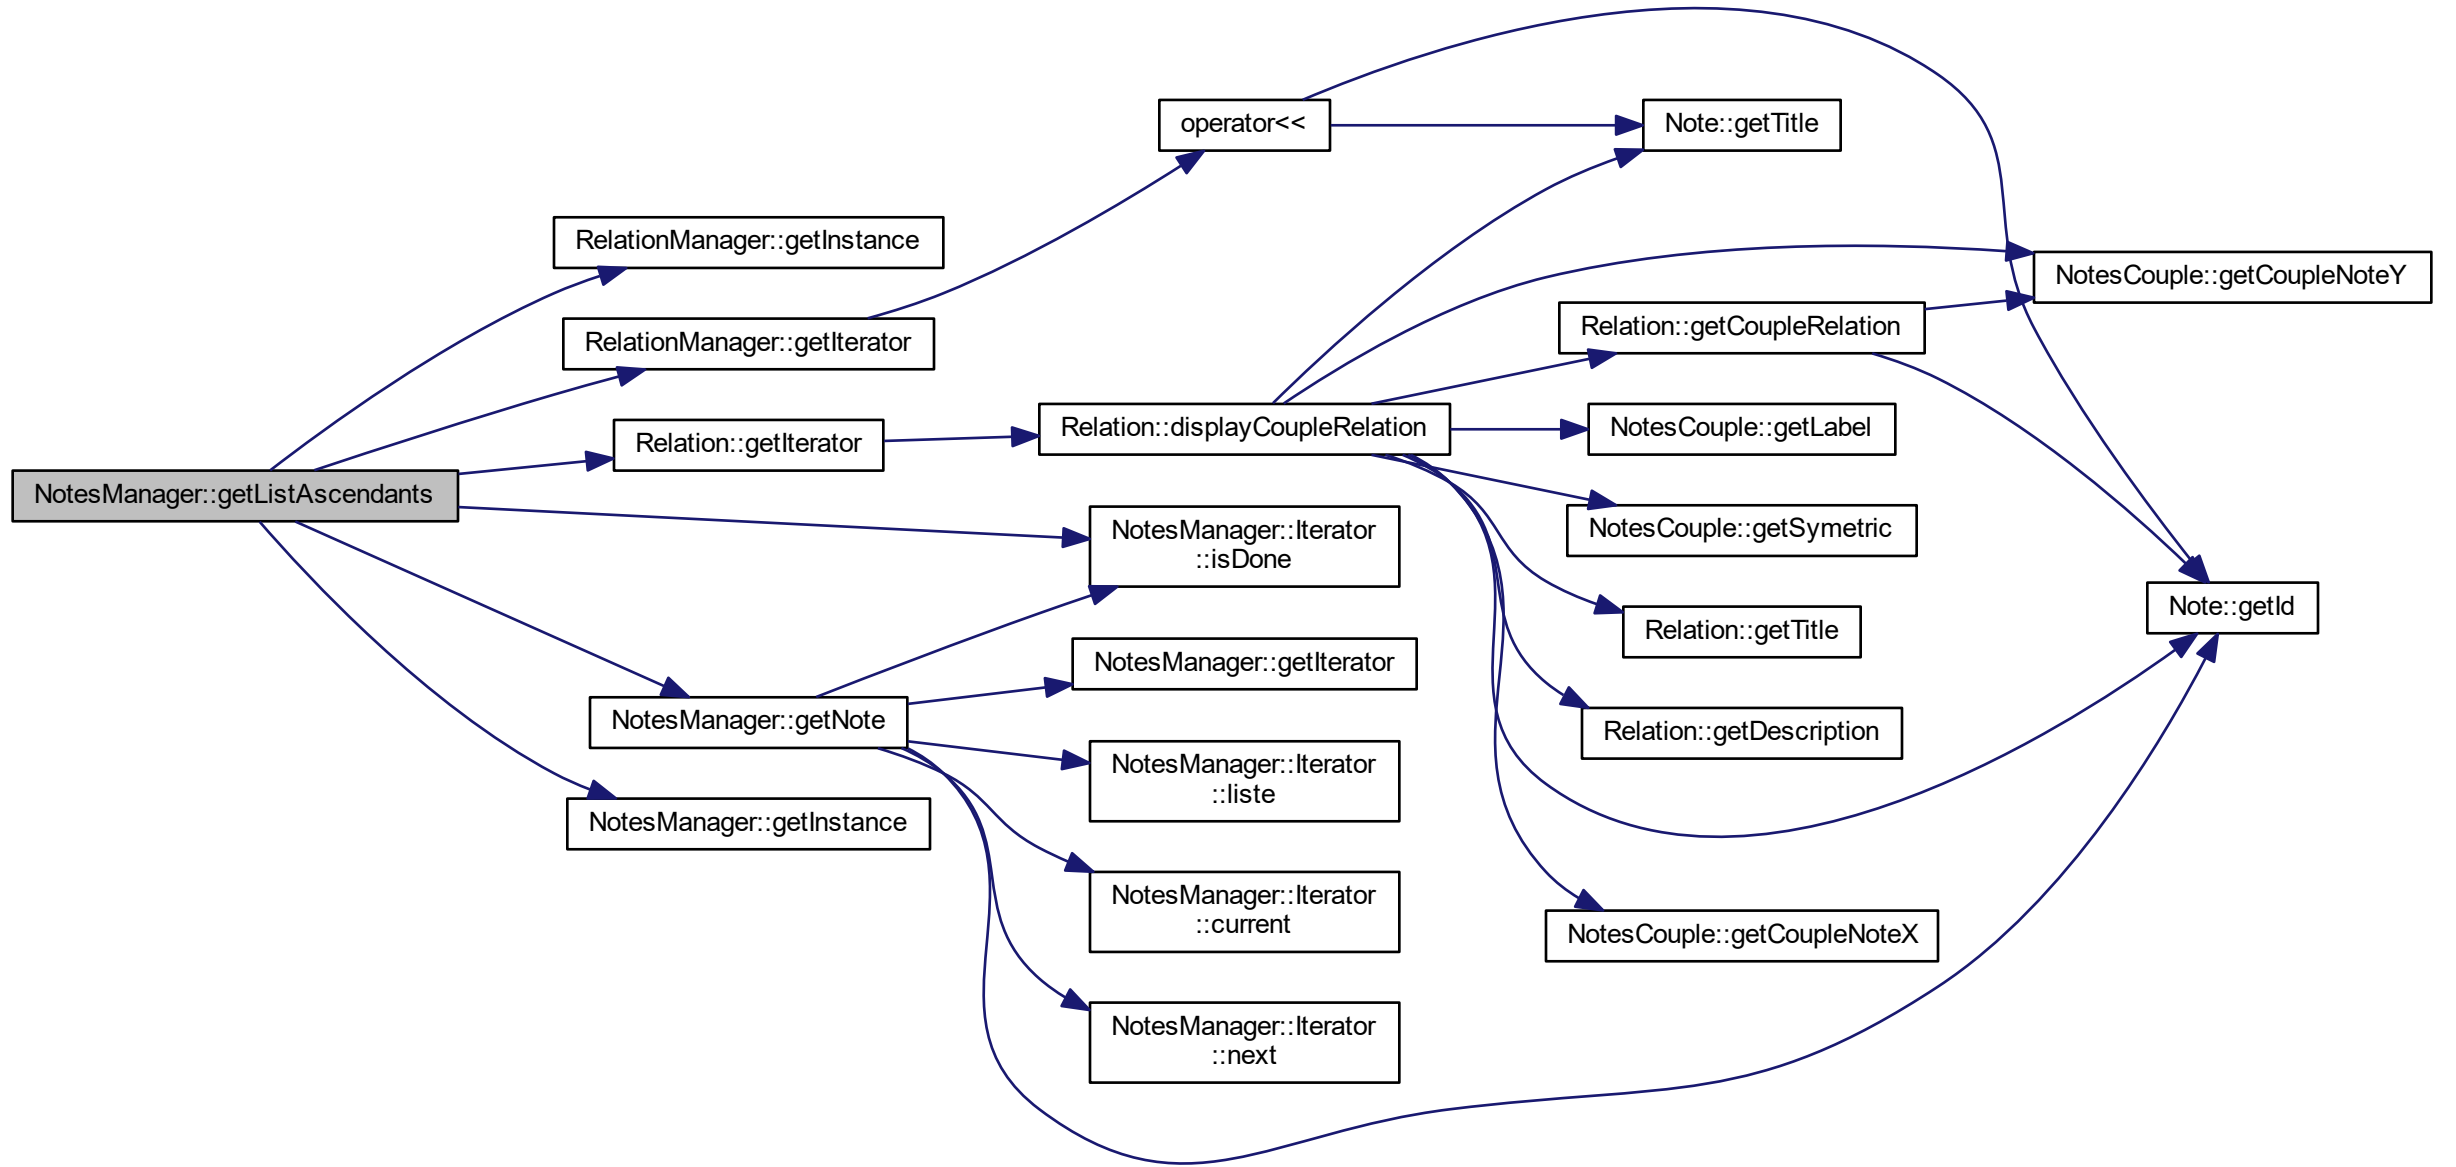 operator<<
Note::getTitle
RelationManager::getInstance
NotesCouple::getCoupleNoteY
RelationManager::getIterator
Relation::getCoupleRelation
Relation::getIterator
Relation::displayCoupleRelation
NotesCouple::getLabel
NotesManager::getListAscendants
NotesManager::Iterator
::isDone
NotesCouple::getSymetric
Note::getId
Relation::getTitle
NotesManager::getIterator
NotesManager::getNote
Relation::getDescription
NotesManager::Iterator
::liste
NotesManager::getInstance
NotesManager::Iterator
::current
NotesCouple::getCoupleNoteX
NotesManager::Iterator
::next